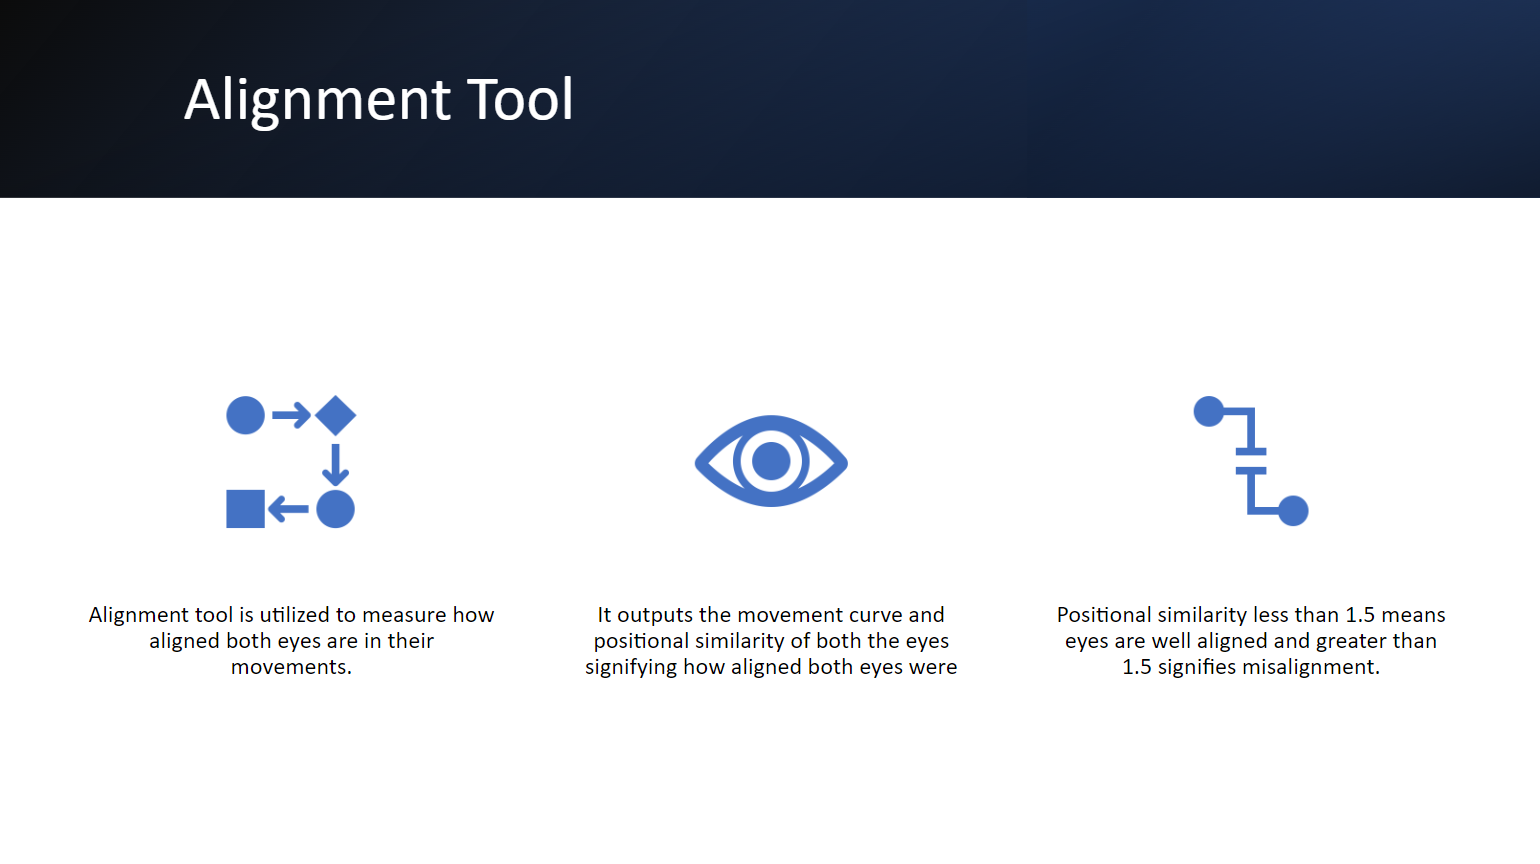 Alignment Tool
Alignment tool is utilized to measure how
aligned both eyes are in their
movements.
It outputs the movement curve and
positional similarity of both the eyes
signifying how aligned both eyes were
Positional similarity less than 1.5 means
eyes are well aligned and greater than
1.5 signifies misalignment.